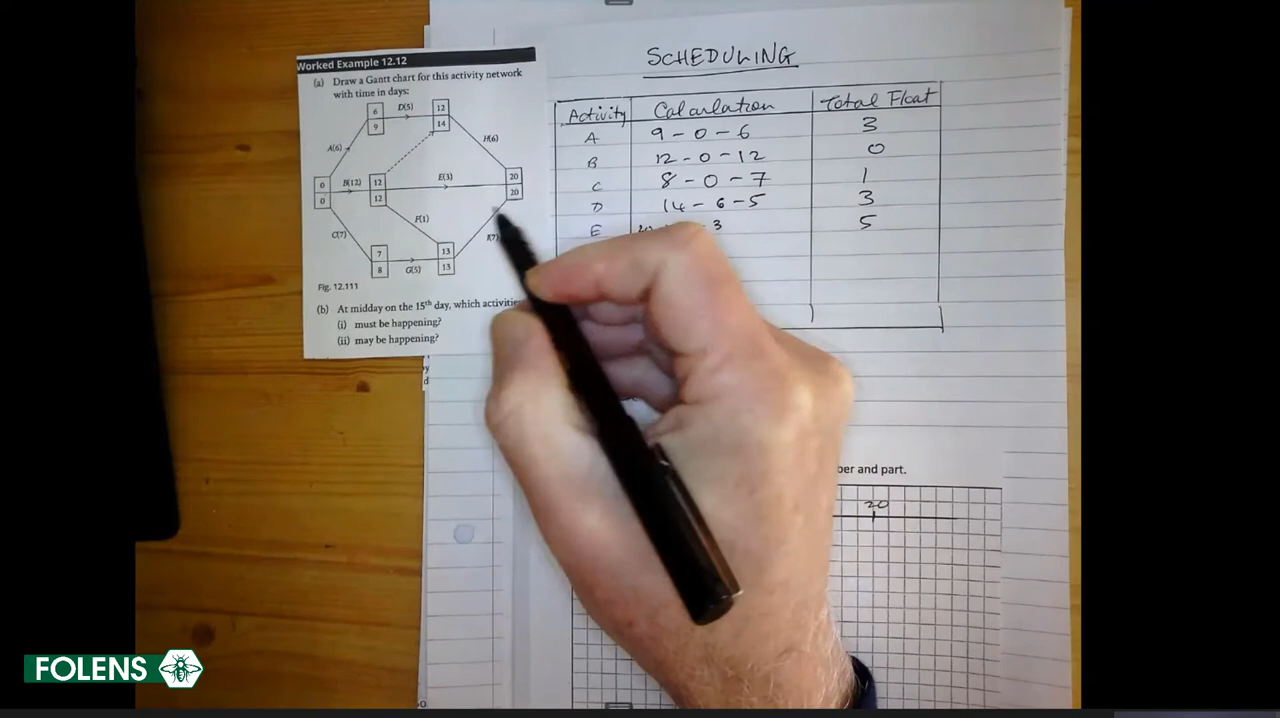 SCHEDULING
Worked Example 12.12
(a) Draw a Gantt chart for this activity network
with time in days:
6
9
D(5)
12
14
A(6)
H(6)
0
0
B(12)
12
12
E(3)
20
20
F(1)
C(7)
7
8
G(5)
13
13
Fig. 12.111
(b) At midday on the 15th day, which activities
(i) must be happening?
(ii) may be happening?
Activity Calculation Total Float
A 9 - 0 - 6 3
B 12 - 0 - 12 0
C 8 - 0 - 7 1
D 14 - 6 - 5 3
E 3 5
and part.
20
FOLENS